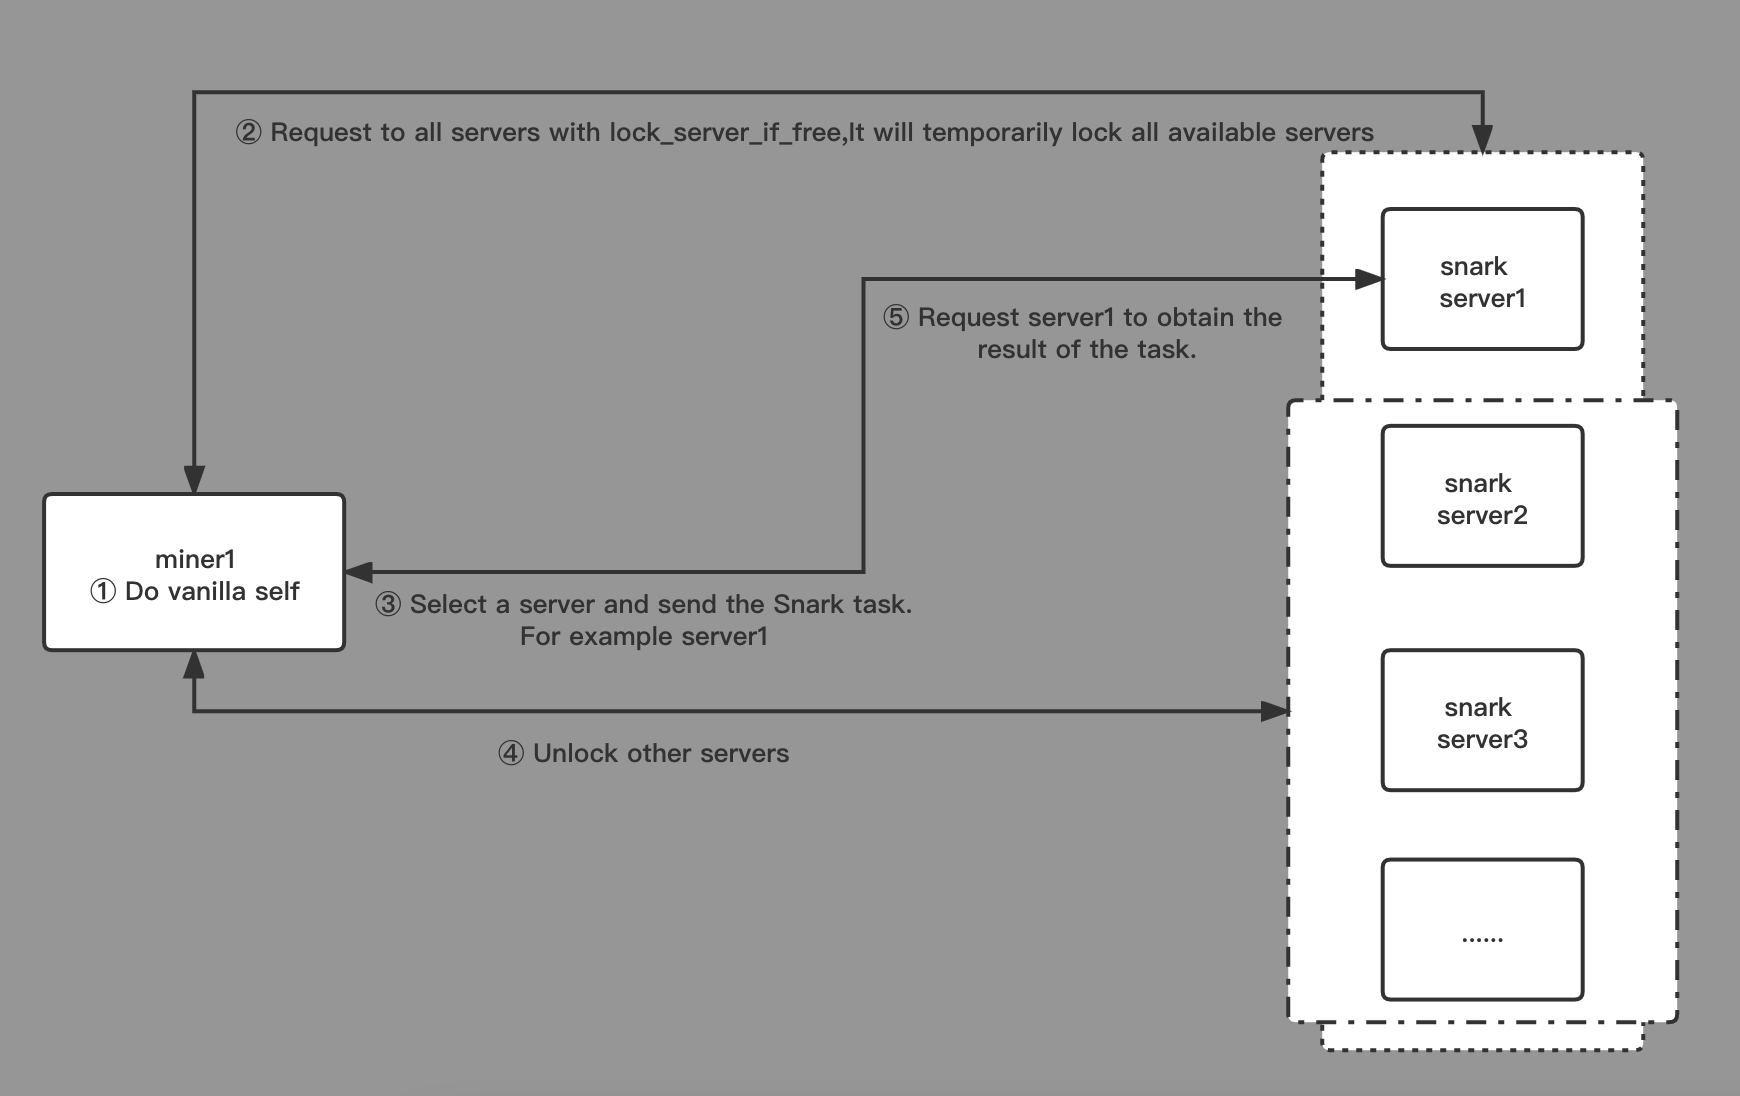 ② Request to all servers with lock_server_if_free,It will temporarily lock all available servers
snark
server1
⑤ Request server1 to obtain the
result of the task.
snark
server2
miner1
① Do vanilla self
③ Select a server and send the Snark task.
For example server1
snark
server3
④ Unlock other servers
......